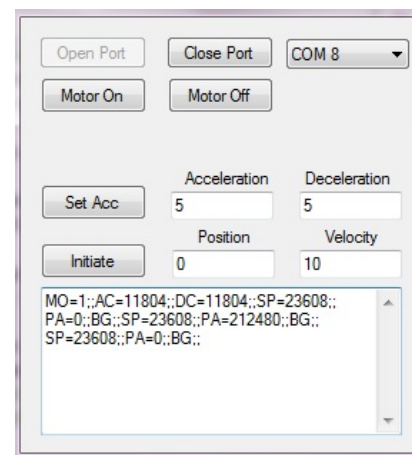 Open Port Close Port COM 8
Motor On Motor Off
Acceleration Deceleration
Set Acc 5 5
Position Velocity
Initiate 0 10
MO=1;;AC=11804;;DC=11804;;SP=23608;;
PA=0;;BG;;SP=23608;;PA=212480;;BG;;
SP=23608;;PA=0;;BG;;